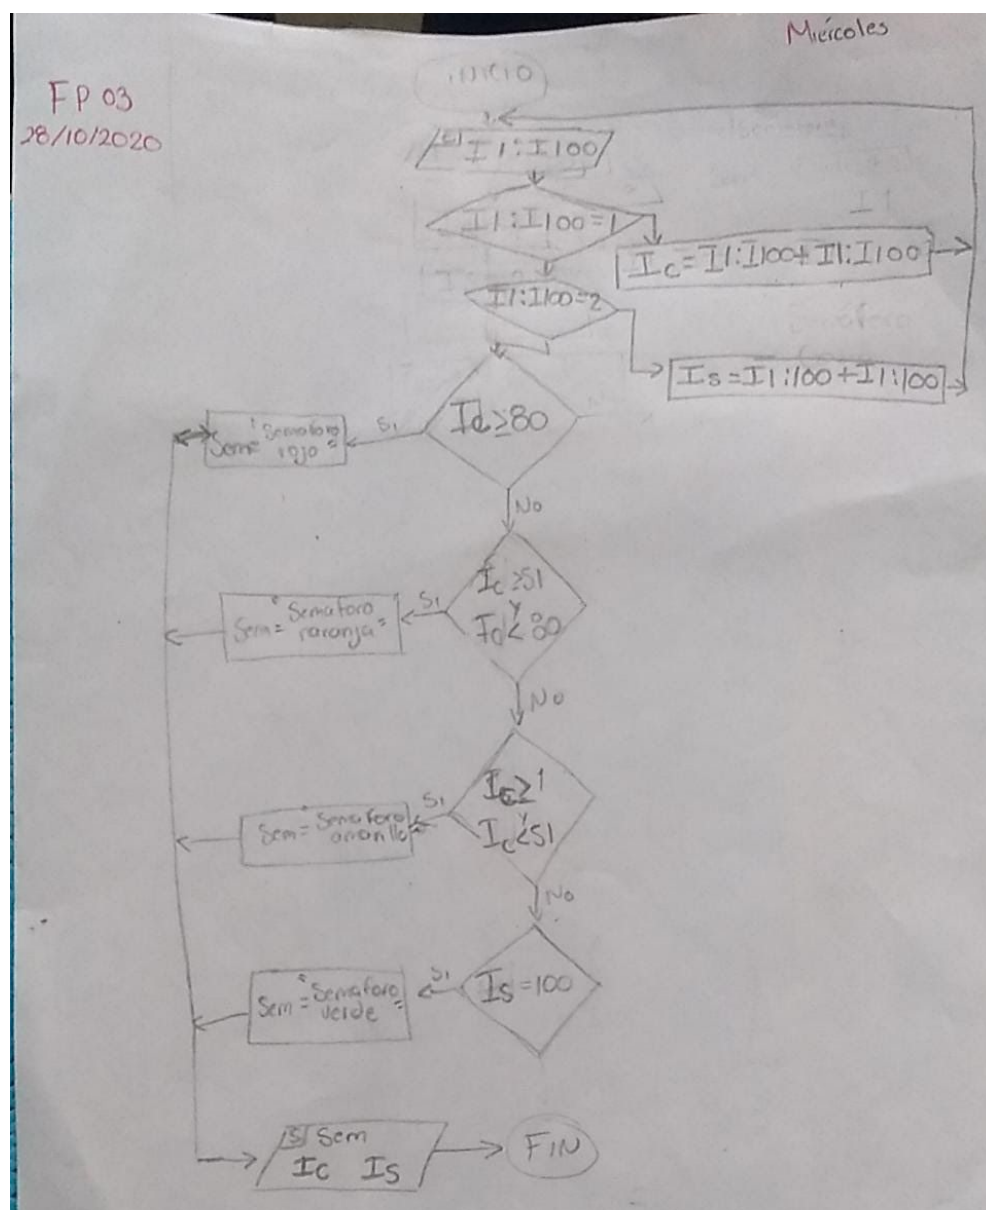 Miércoles
FP 03
28/10/2020
INICIO
E) I1:I100
I1:I100=1
I1
Ic=I1:I100+I1:I100
I1:I100=2
Is=I1:100+I1:100
Ic≥80
Si
Sem= "Semaforo
rojo"
No
Ic≥51
y
Ic<80
Si
Sem= "Semaforo
naranja"
No
Ic≥1
y
Ic<51
Si
Sem= "Semaforo
amarillo"
No
Is=100
Si
Sem= "Semaforo
verde"
S) Sem
Ic Is
FIN